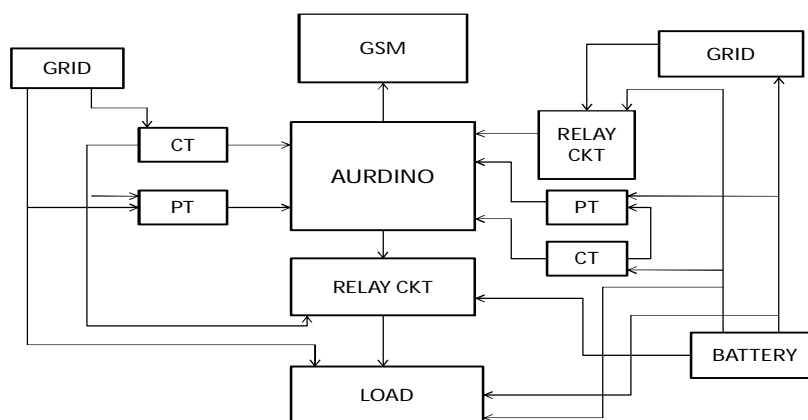 GSM
GRID
GRID
CT
RELAY
CKT
AURDINO
PT
PT
CT
RELAY CKT
BATTERY
LOAD